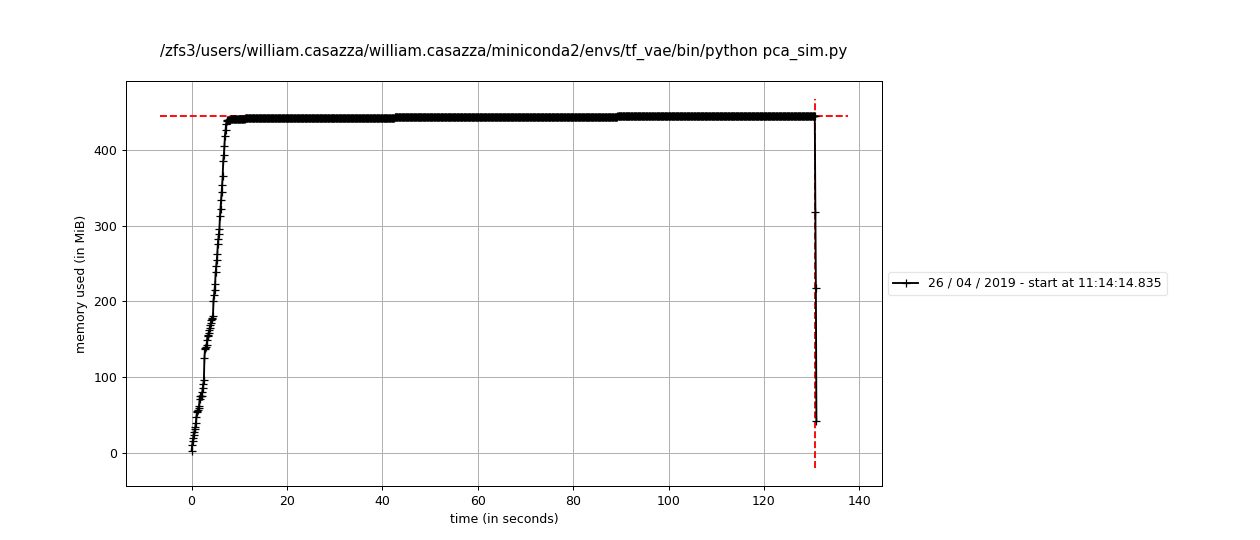 /zfs3/users/william.casazza/william.casazza/miniconda2/envs/tf_vae/bin/python pca_sim.py
400
300
200
100
0
memory used (in MiB)
26 / 04 / 2019 - start at 11:14:14.835
0 20 40 60 80 100 120 140
time (in seconds)